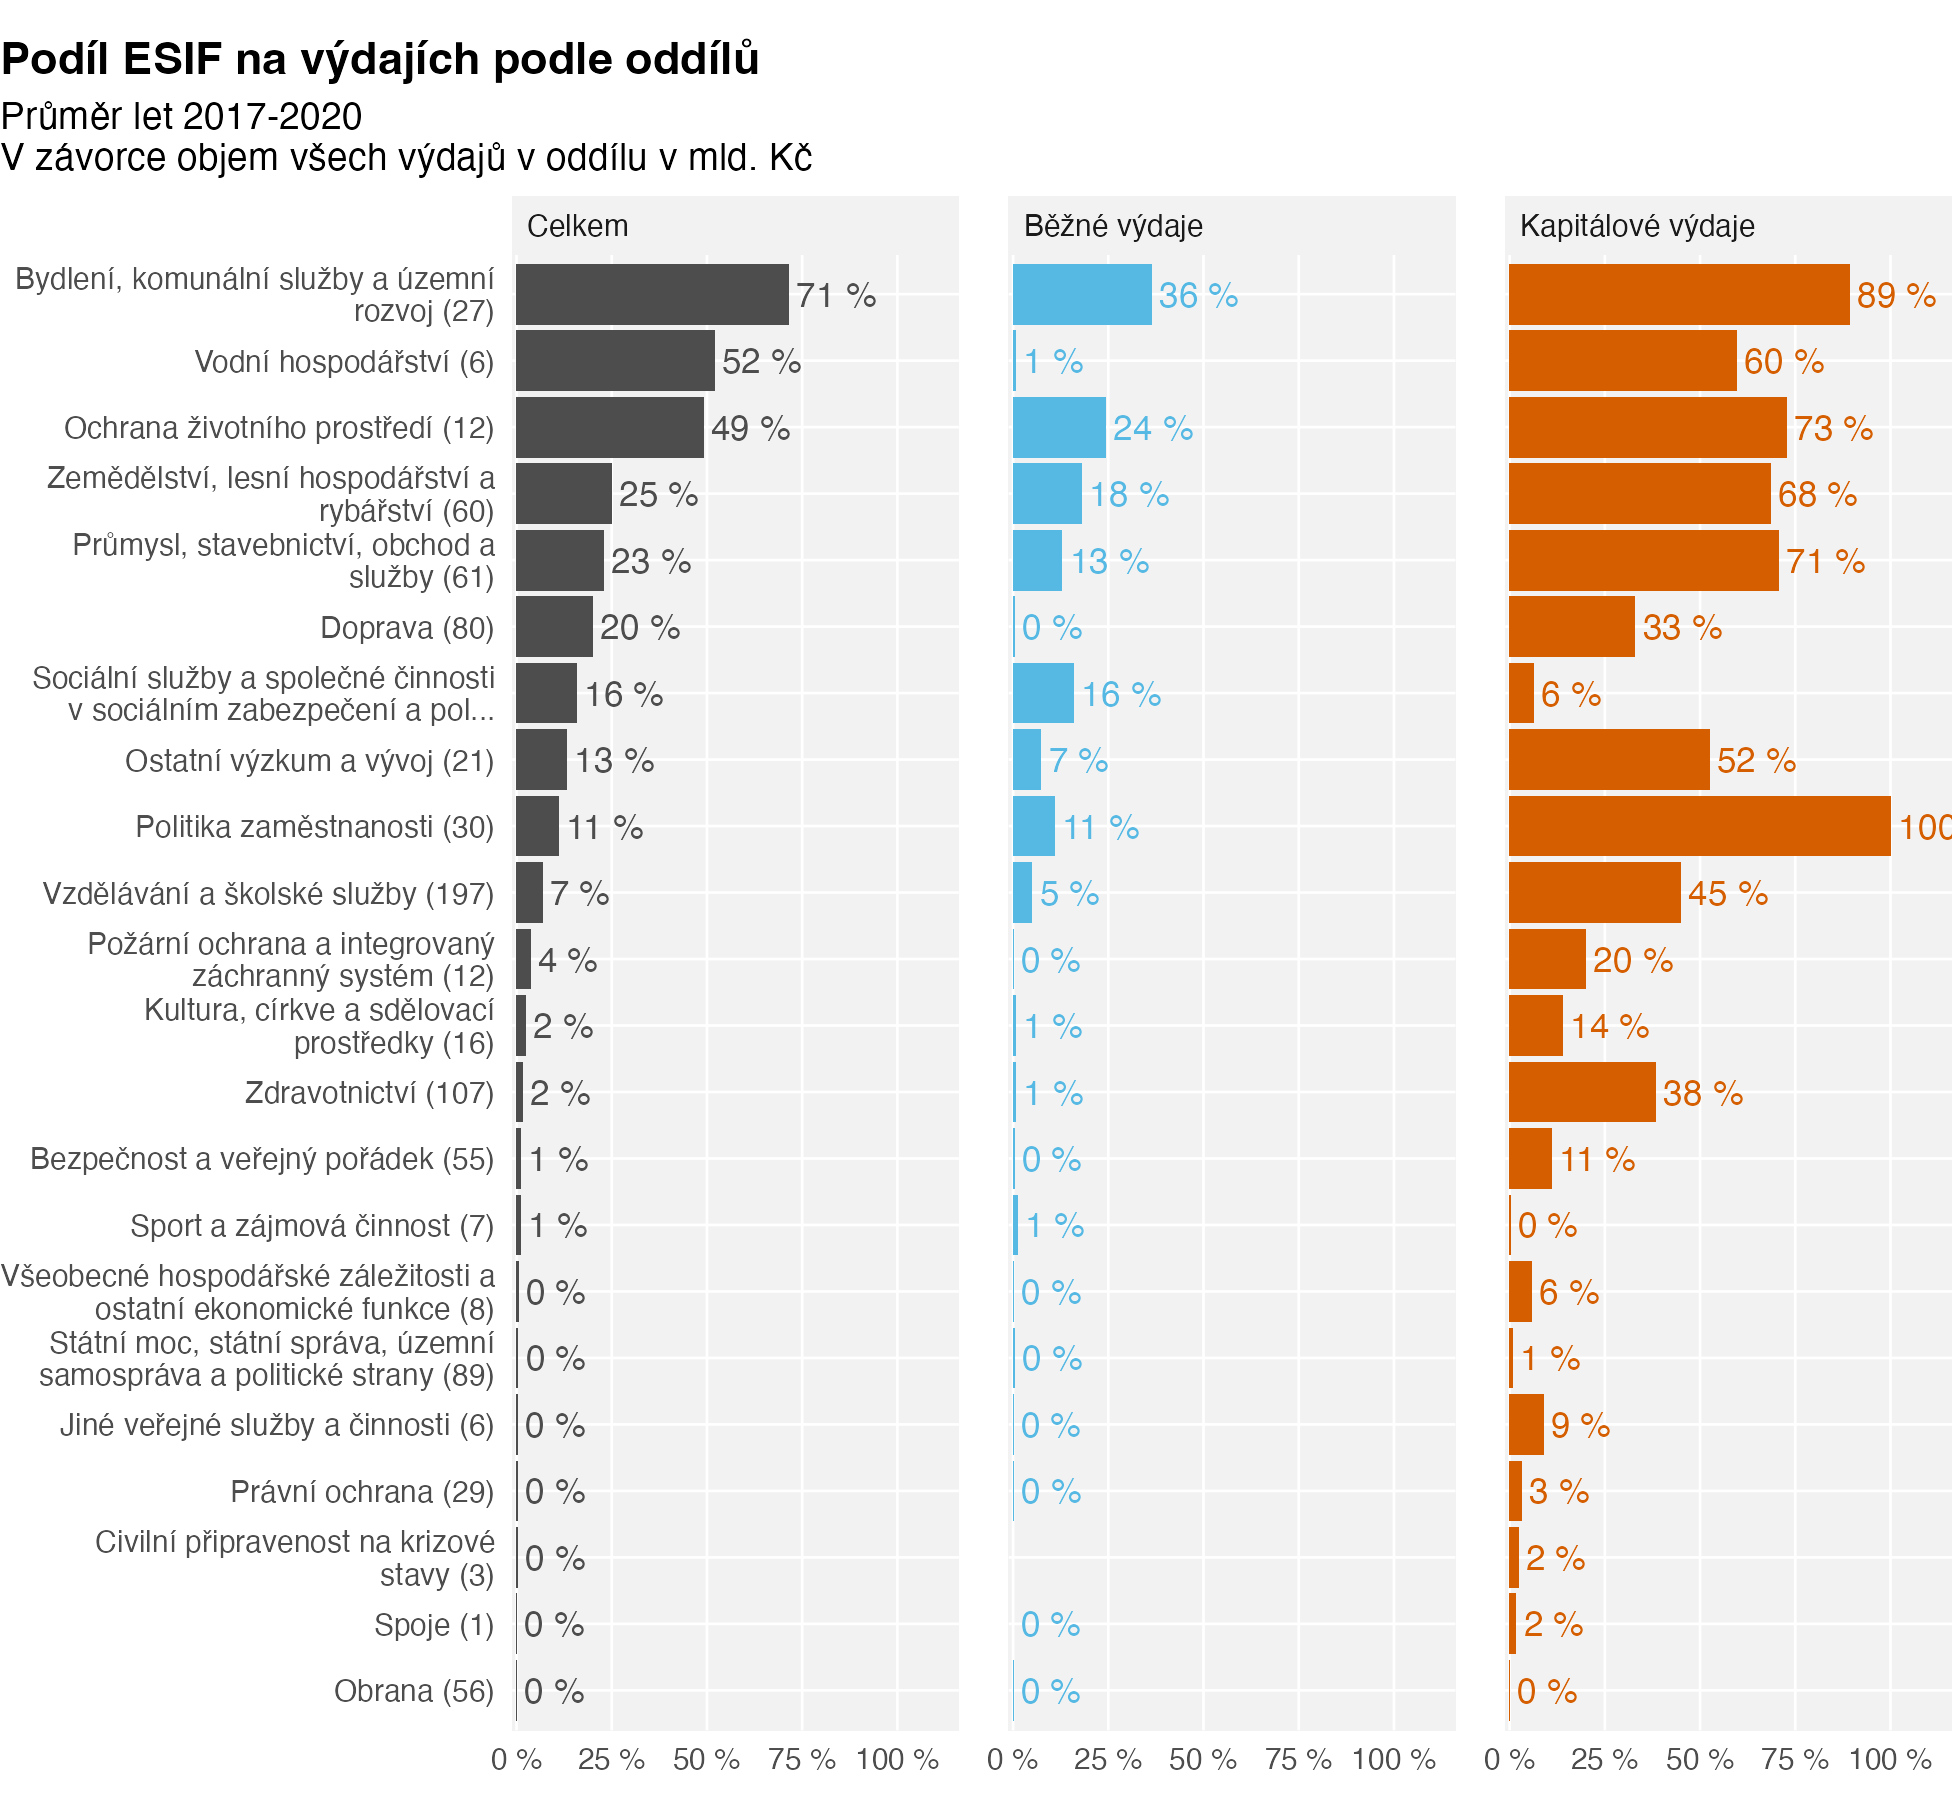 Podíl ESIF na výdajích podle oddílů
Průměr let 2017-2020
V závorce objem všech výdajů v oddílu v mld. Kč
Celkem
Běžné výdaje
Kapitálové výdaje
Bydlení, komunální služby a územní
rozvoj (27)
71 %
36 %
89 %
Vodní hospodářství (6)
52 %
1 %
60 %
Ochrana životního prostředí (12)
49 %
24 %
73 %
Zemědělství, lesní hospodářství a
rybářství (60)
25 %
18 %
68 %
Průmysl, stavebnictví, obchod a
služby (61)
23 %
13 %
71 %
Doprava (80)
20 %
0 %
33 %
Sociální služby a společné činnosti
v sociálním zabezpečení a pol...
16 %
16 %
6 %
Ostatní výzkum a vývoj (21)
13 %
7 %
52 %
Politika zaměstnanosti (30)
11 %
11 %
100
Vzdělávání a školské služby (197)
7 %
5 %
45 %
Požární ochrana a integrovaný
záchranný systém (12)
4 %
0 %
20 %
Kultura, církve a sdělovací
prostředky (16)
2 %
1 %
14 %
Zdravotnictví (107)
2 %
1 %
38 %
Bezpečnost a veřejný pořádek (55)
1 %
0 %
11 %
Sport a zájmová činnost (7)
1 %
1 %
0 %
Všeobecné hospodářské záležitosti a
ostatní ekonomické funkce (8)
0 %
0 %
6 %
Státní moc, státní správa, územní
samospráva a politické strany (89)
0 %
0 %
1 %
Jiné veřejné služby a činnosti (6)
0 %
0 %
9 %
Právní ochrana (29)
0 %
0 %
3 %
Civilní připravenost na krizové
stavy (3)
0 %
2 %
Spoje (1)
0 %
0 %
2 %
Obrana (56)
0 %
0 %
0 %
0 % 25 % 50 % 75 % 100 %
0 % 25 % 50 % 75 % 100 %
0 % 25 % 50 % 75 % 100 %